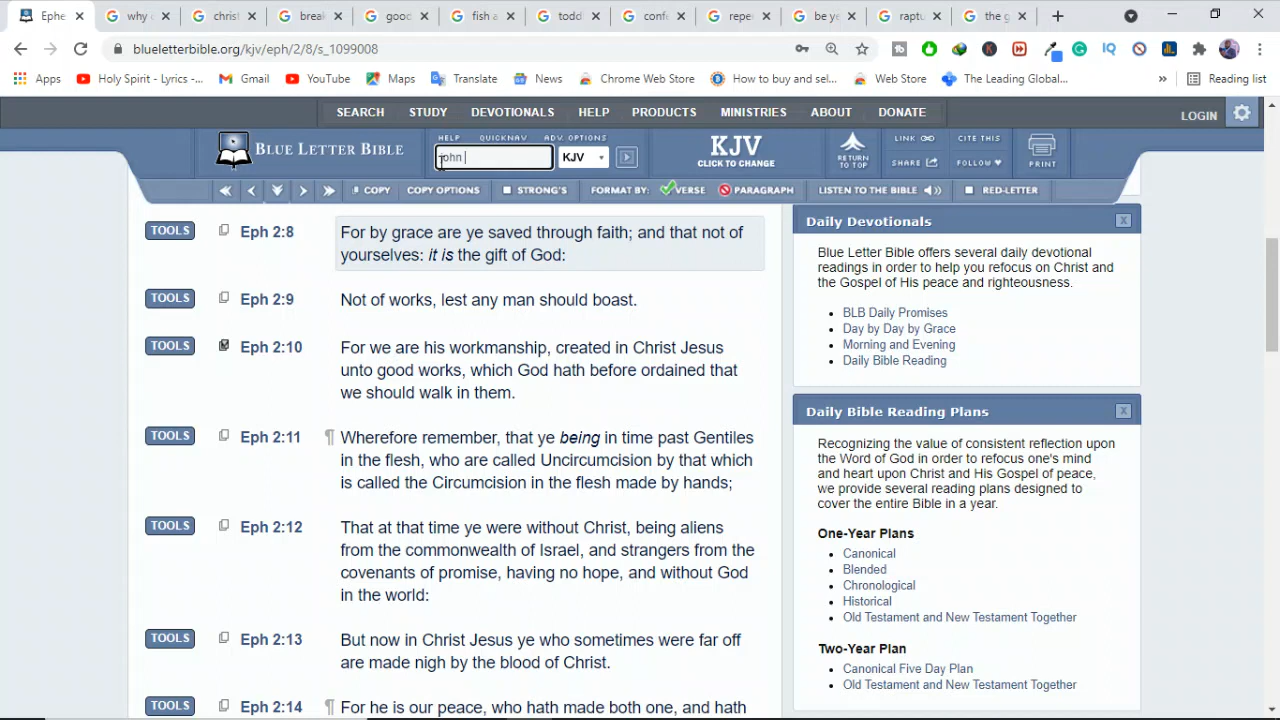 Ephe
why c
christ
break
good
fish a
todd
confe
repe
be ye
raptu
the g
blueletterbible.org/kjv/eph/2/8/s_1099008
Apps
Holy Spirit - Lyrics -...
Gmail
YouTube
Maps
Translate
News
Chrome Web Store
How to buy and sel...
Web Store
The Leading Global...
»
Reading list
SEARCH STUDY DEVOTIONALS HELP PRODUCTS MINISTRIES ABOUT DONATE
LOGIN
BLUE LETTER BIBLE
HELP QUICKNAV ADV. OPTIONS
john
KJV
KJV
CLICK TO CHANGE
RETURN
TO TOP
LINK
CITE THIS
SHARE
FOLLOW
PRINT
COPY COPY OPTIONS STRONG'S FORMAT BY: VERSE PARAGRAPH LISTEN TO THE BIBLE RED-LETTER
TOOLS Eph 2:8 For by grace are ye saved through faith; and that not of
yourselves: it is the gift of God:
TOOLS Eph 2:9 Not of works, lest any man should boast.
TOOLS Eph 2:10 For we are his workmanship, created in Christ Jesus
unto good works, which God hath before ordained that
we should walk in them.
TOOLS Eph 2:11 ¶ Wherefore remember, that ye being in time past Gentiles
in the flesh, who are called Uncircumcision by that which
is called the Circumcision in the flesh made by hands;
TOOLS Eph 2:12 That at that time ye were without Christ, being aliens
from the commonwealth of Israel, and strangers from the
covenants of promise, having no hope, and without God
in the world:
TOOLS Eph 2:13 But now in Christ Jesus ye who sometimes were far off
are made nigh by the blood of Christ.
TOOLS Eph 2:14 ¶ For he is our peace, who hath made both one, and hath
Daily Devotionals X
Blue Letter Bible offers several daily devotional
readings in order to help you refocus on Christ and
the Gospel of His peace and righteousness.
BLB Daily Promises
Day by Day by Grace
Morning and Evening
Daily Bible Reading
Daily Bible Reading Plans X
Recognizing the value of consistent reflection upon
the Word of God in order to refocus one's mind
and heart upon Christ and His Gospel of peace,
we provide several reading plans designed to
cover the entire Bible in a year.
One-Year Plans
Canonical
Blended
Chronological
Historical
Old Testament and New Testament Together
Two-Year Plan
Canonical Five Day Plan
Old Testament and New Testament Together